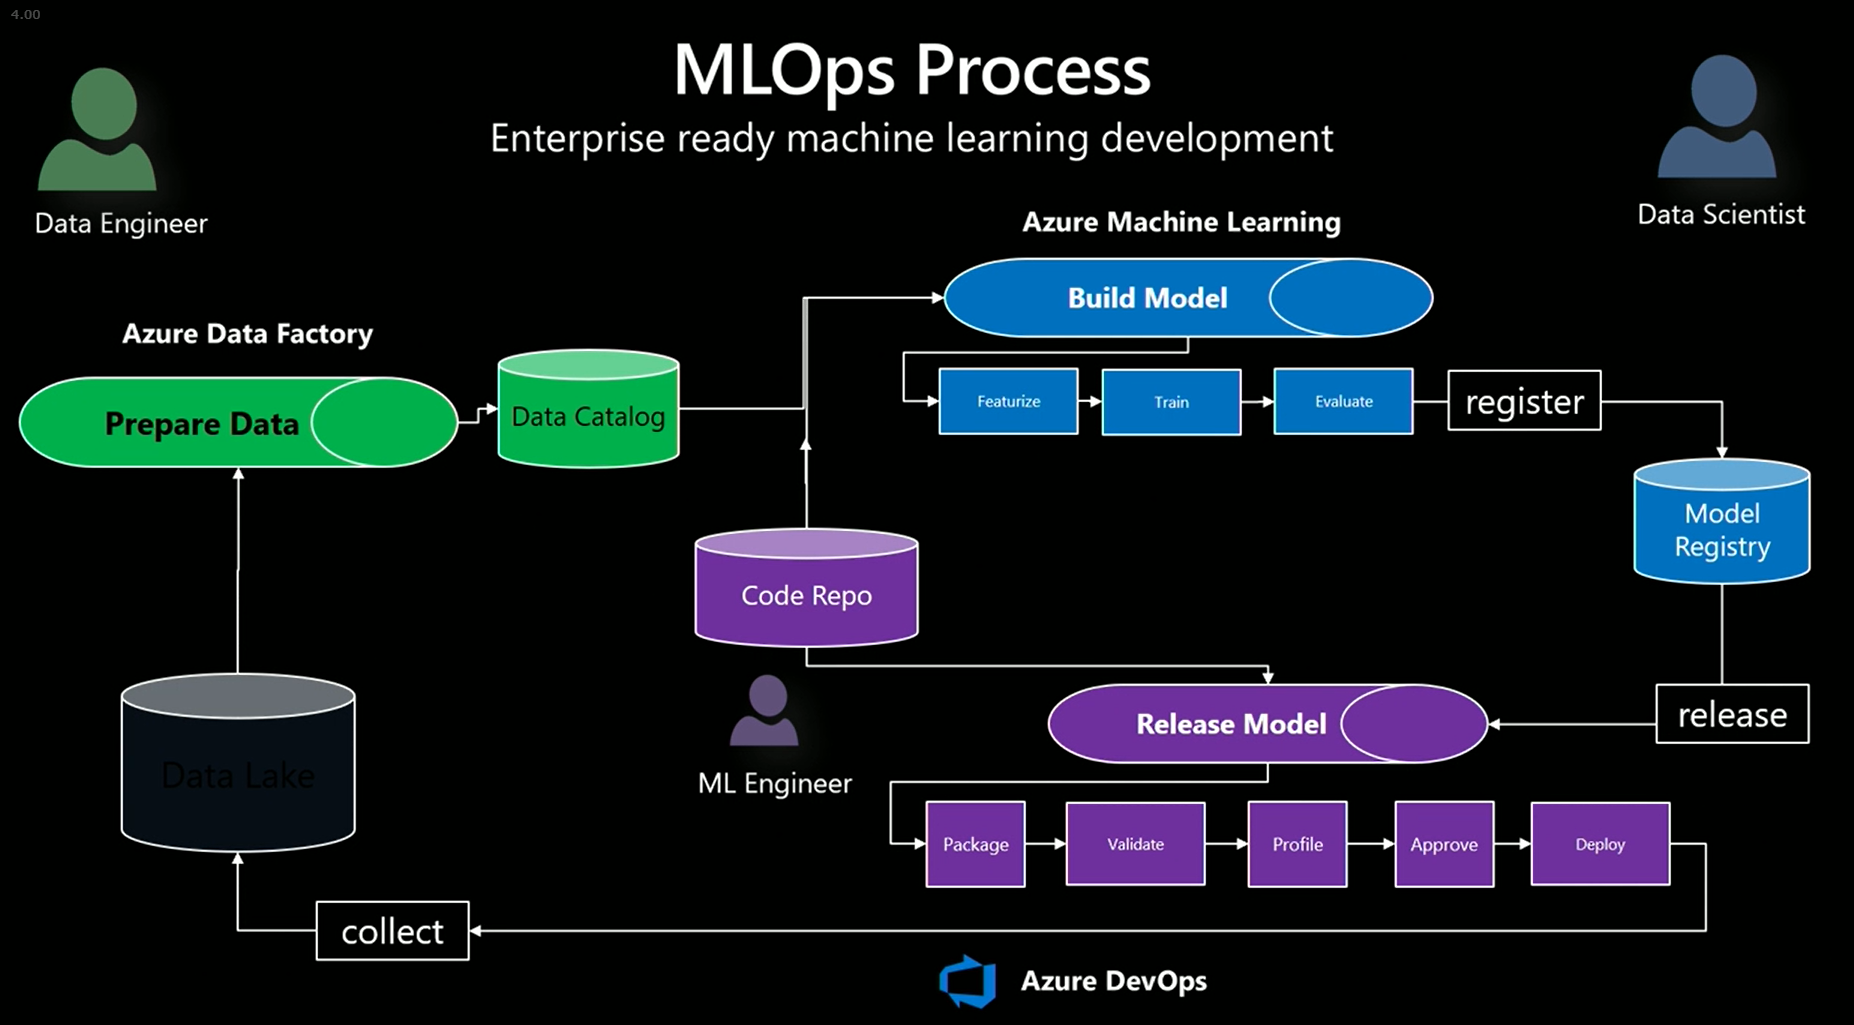 4.00
MLOps Process
Enterprise ready machine learning development
Data Engineer
Data Scientist
Azure Machine Learning
Build Model
Azure Data Factory
Prepare Data
Data Catalog
Featurize
Train
Evaluate
register
Model
Registry
Code Repo
release
Release Model
Data Lake
ML Engineer
Package
Validate
Profile
Approve
Deploy
collect
Azure DevOps